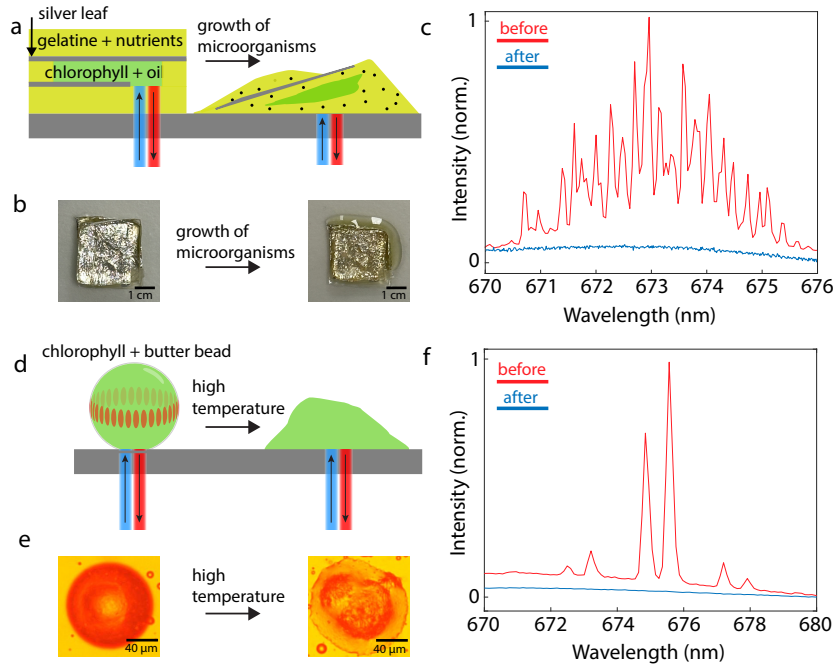 a
silver leaf
gelatine + nutrients
chlorophyll + oil
growth of
microorganisms
b
growth of
microorganisms
1 cm
1 cm
c
before
after
Intensity (norm.)
1
0
670 671 672 673 674 675 676
Wavelength (nm)
d
chlorophyll + butter bead
high
temperature
e
high
temperature
40 µm
40 µm
f
before
after
Intensity (norm.)
1
0
670 672 674 676 678 680
Wavelength (nm)